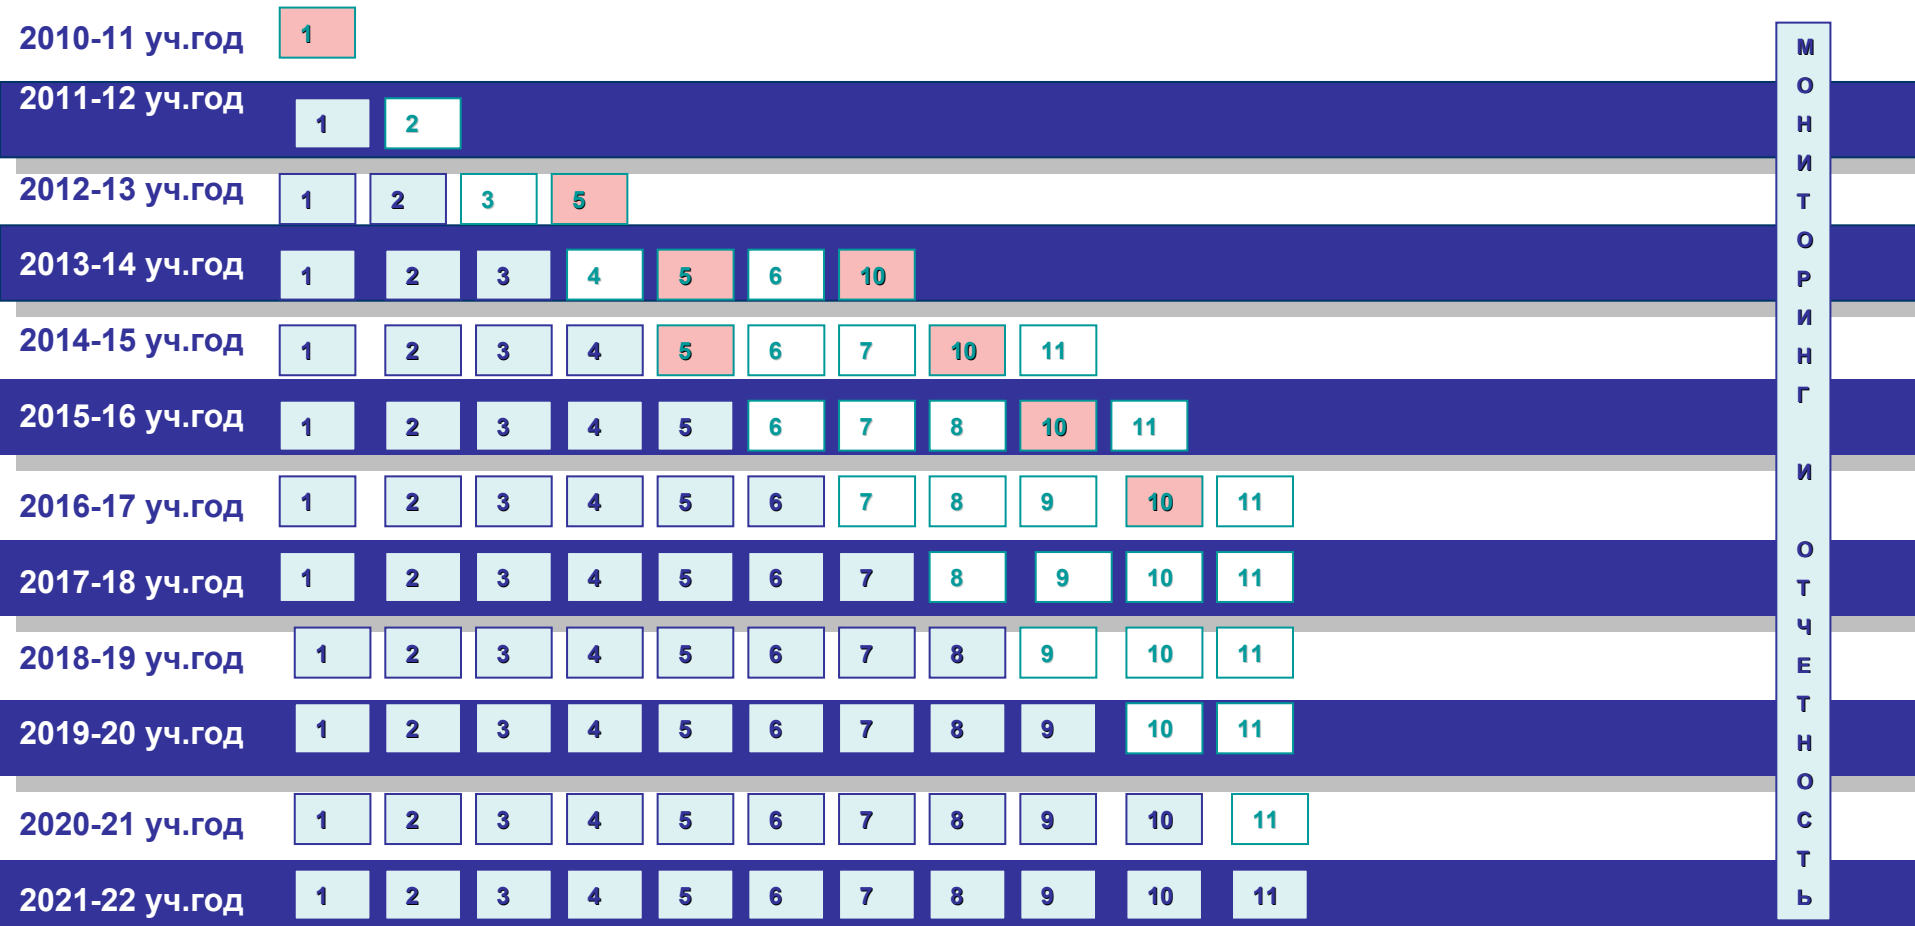 2010-11 уч.год 1
2011-12 уч.год 1 2
2012-13 уч.год 1 2 3 5
2013-14 уч.год 1 2 3 4 5 6 10
2014-15 уч.год 1 2 3 4 5 6 7 10 11
2015-16 уч.год 1 2 3 4 5 6 7 8 10 11
2016-17 уч.год 1 2 3 4 5 6 7 8 9 10 11
2017-18 уч.год 1 2 3 4 5 6 7 8 9 10 11
2018-19 уч.год 1 2 3 4 5 6 7 8 9 10 11
2019-20 уч.год 1 2 3 4 5 6 7 8 9 10 11
2020-21 уч.год 1 2 3 4 5 6 7 8 9 10 11
2021-22 уч.год 1 2 3 4 5 6 7 8 9 10 11
МОНИТОРИНГ И ОТЧЕТНОСТЬ